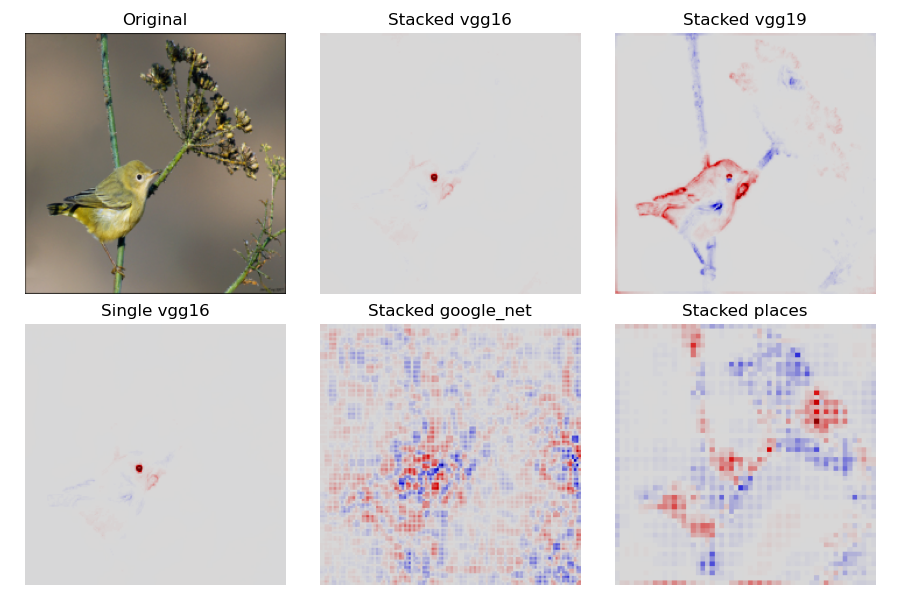 Original
Stacked vgg16
Stacked vgg19
Single vgg16
Stacked google_net
Stacked places